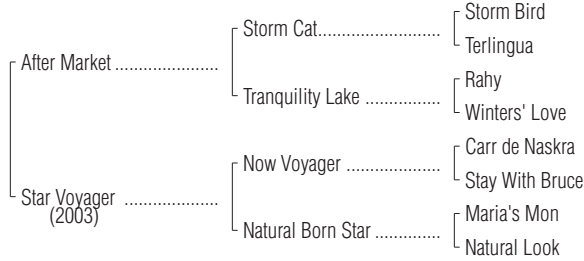 Storm Bird
Storm Cat........................
Terlingua
After Market ....................
Rahy
Tranquility Lake ...............
Winters' Love
Carr de Naskra
Now Voyager ..................
Stay With Bruce
Star Voyager ..................
(2003)
Maria's Mon
Natural Born Star .............
Natural Look